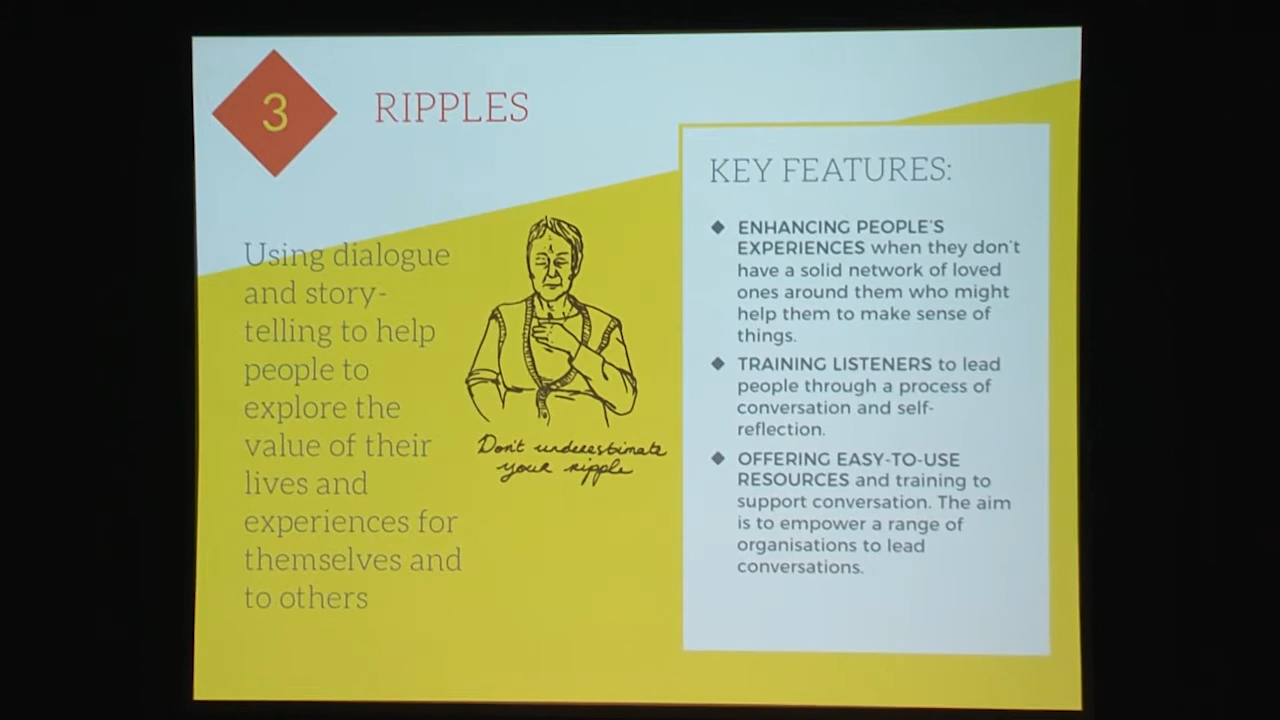 3
RIPPLES
Using dialogue
and story-
telling to help
people to
explore the
value of their
lives and
experiences for
themselves and
to others
Don't underestimate
your ripple
KEY FEATURES:
◆ ENHANCING PEOPLE'S
EXPERIENCES when they don't
have a solid network of loved
ones around them who might
help them to make sense of
things.
◆ TRAINING LISTENERS to lead
people through a process of
conversation and self-
reflection.
◆ OFFERING EASY-TO-USE
RESOURCES and training to
support conversation. The aim
is to empower a range of
organisations to lead
conversations.